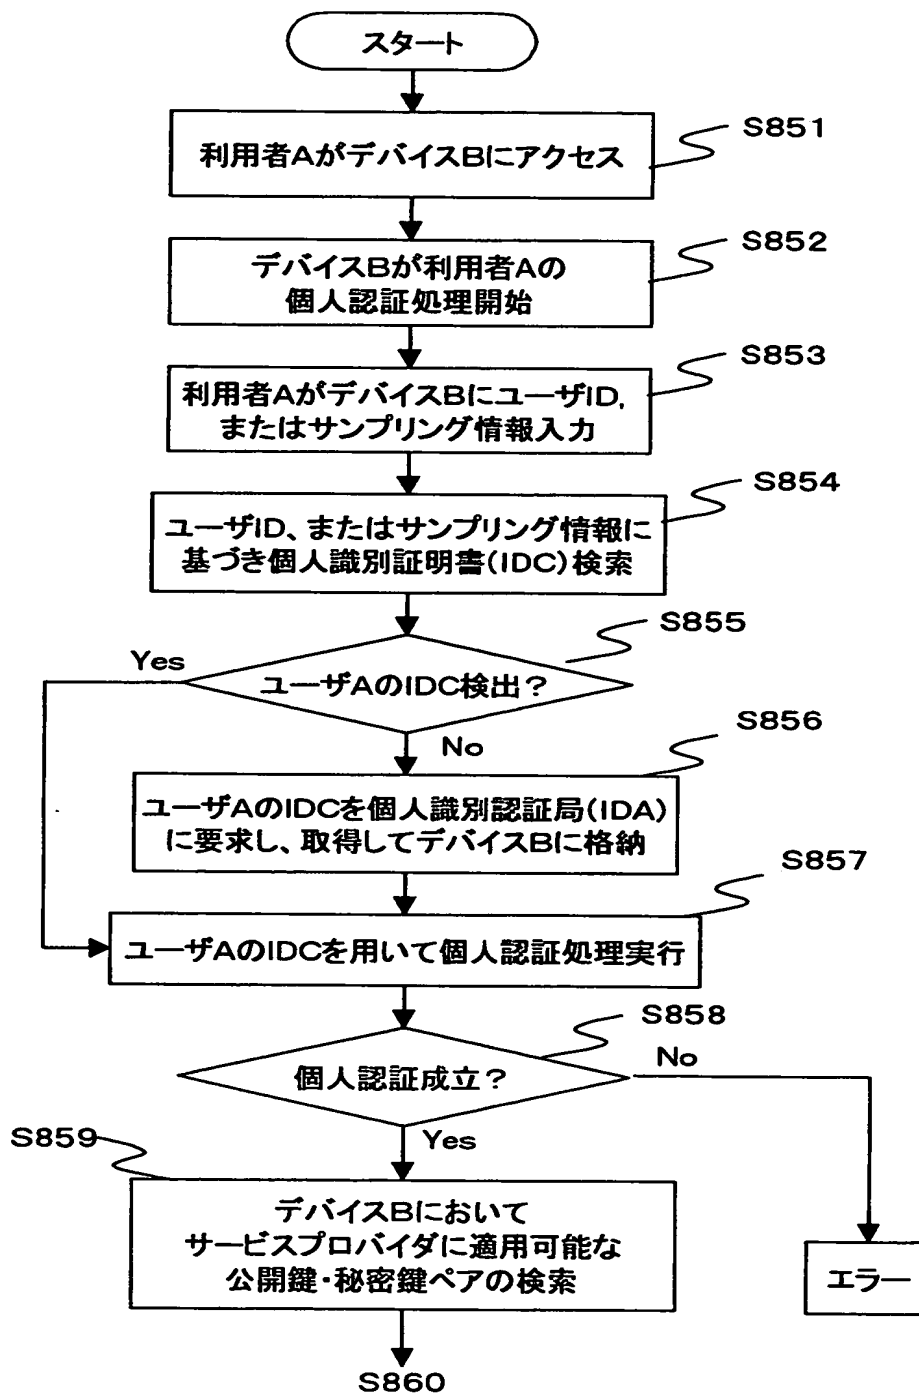 スタート
S851
利用者AがデバイスBにアクセス
S852
デバイスBが利用者Aの
個人認証処理開始
S853
利用者AがデバイスBにユーザID,
またはサンプリング情報入力
S854
ユーザID、またはサンプリング情報に
基づき個人識別証明書(IDC)検索
S855
Yes
ユーザAのIDC検出?
No
S856
ユーザAのIDCを個人識別認証局(IDA)
に要求し、取得してデバイスBに格納
S857
ユーザAのIDCを用いて個人認証処理実行
S858
個人認証成立?
No
Yes
S859
デバイスBにおいて
サービスプロバイダに適用可能な
公開鍵・秘密鍵ペアの検索
エラー
S860